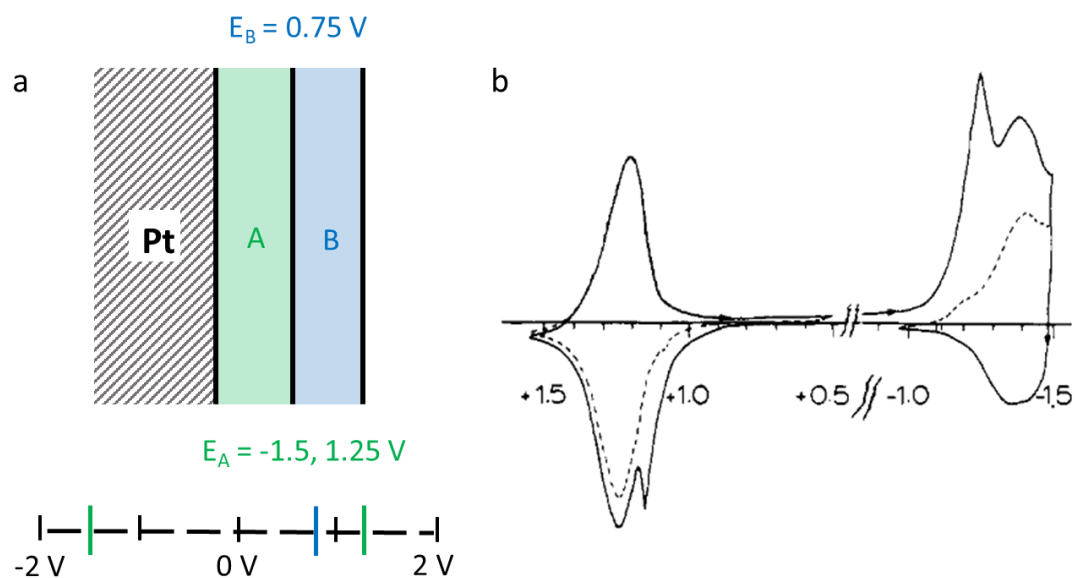 E_B = 0.75 V
a
b
Pt
A
B
+1.5
+1.0
+0.5
-1.0
-1.5
E_A = -1.5, 1.25 V
-2 V
0 V
2 V